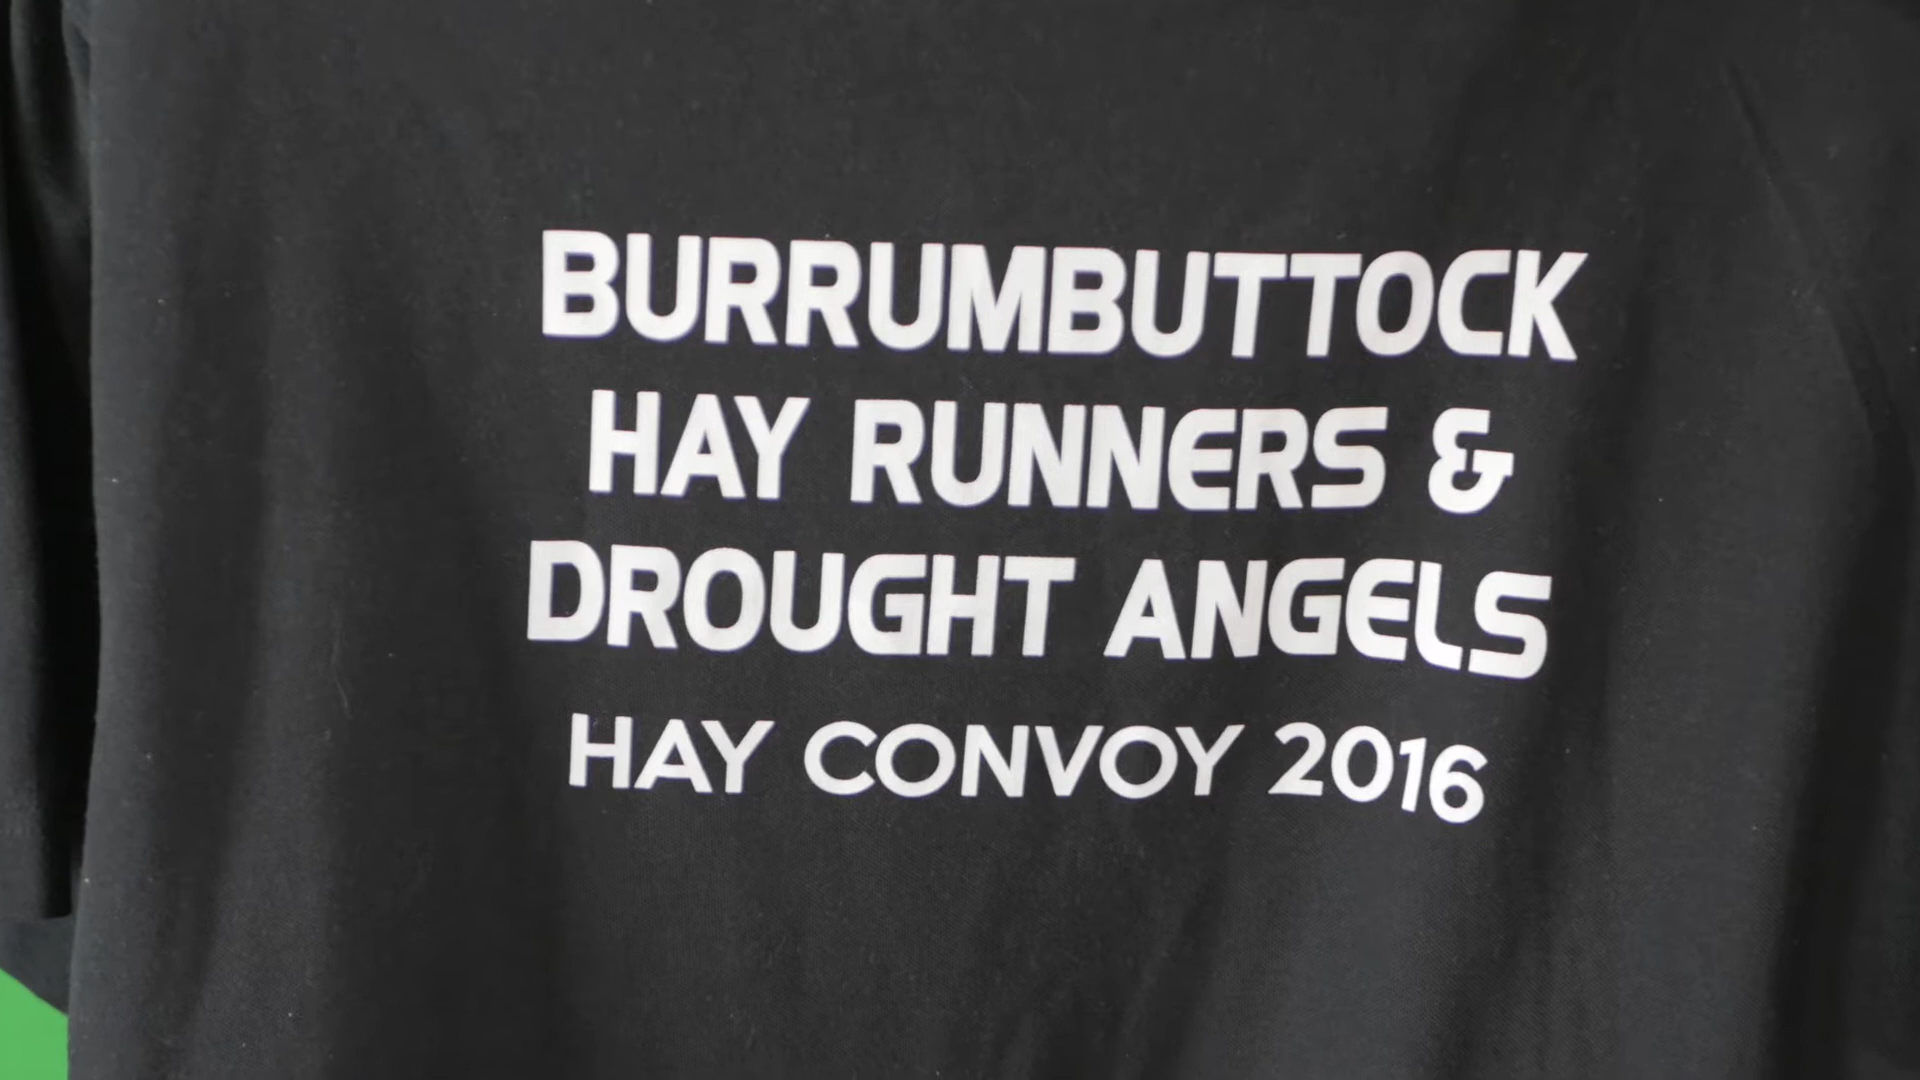 BURRUMBUTTOCK
HAY RUNNERS &
DROUGHT ANGELS
HAY CONVOY 2016